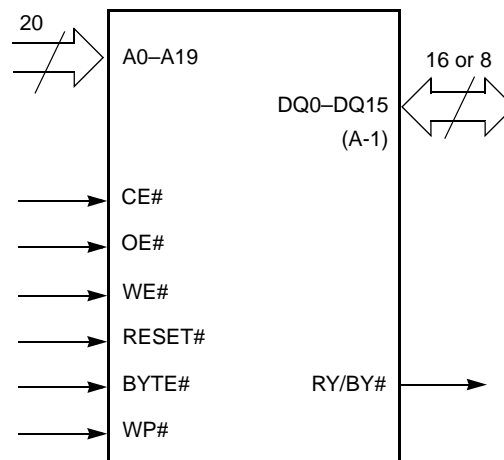 20
A0–A19
16 or 8
DQ0–DQ15
(A-1)
CE#
OE#
WE#
RESET#
BYTE#
RY/BY#
WP#